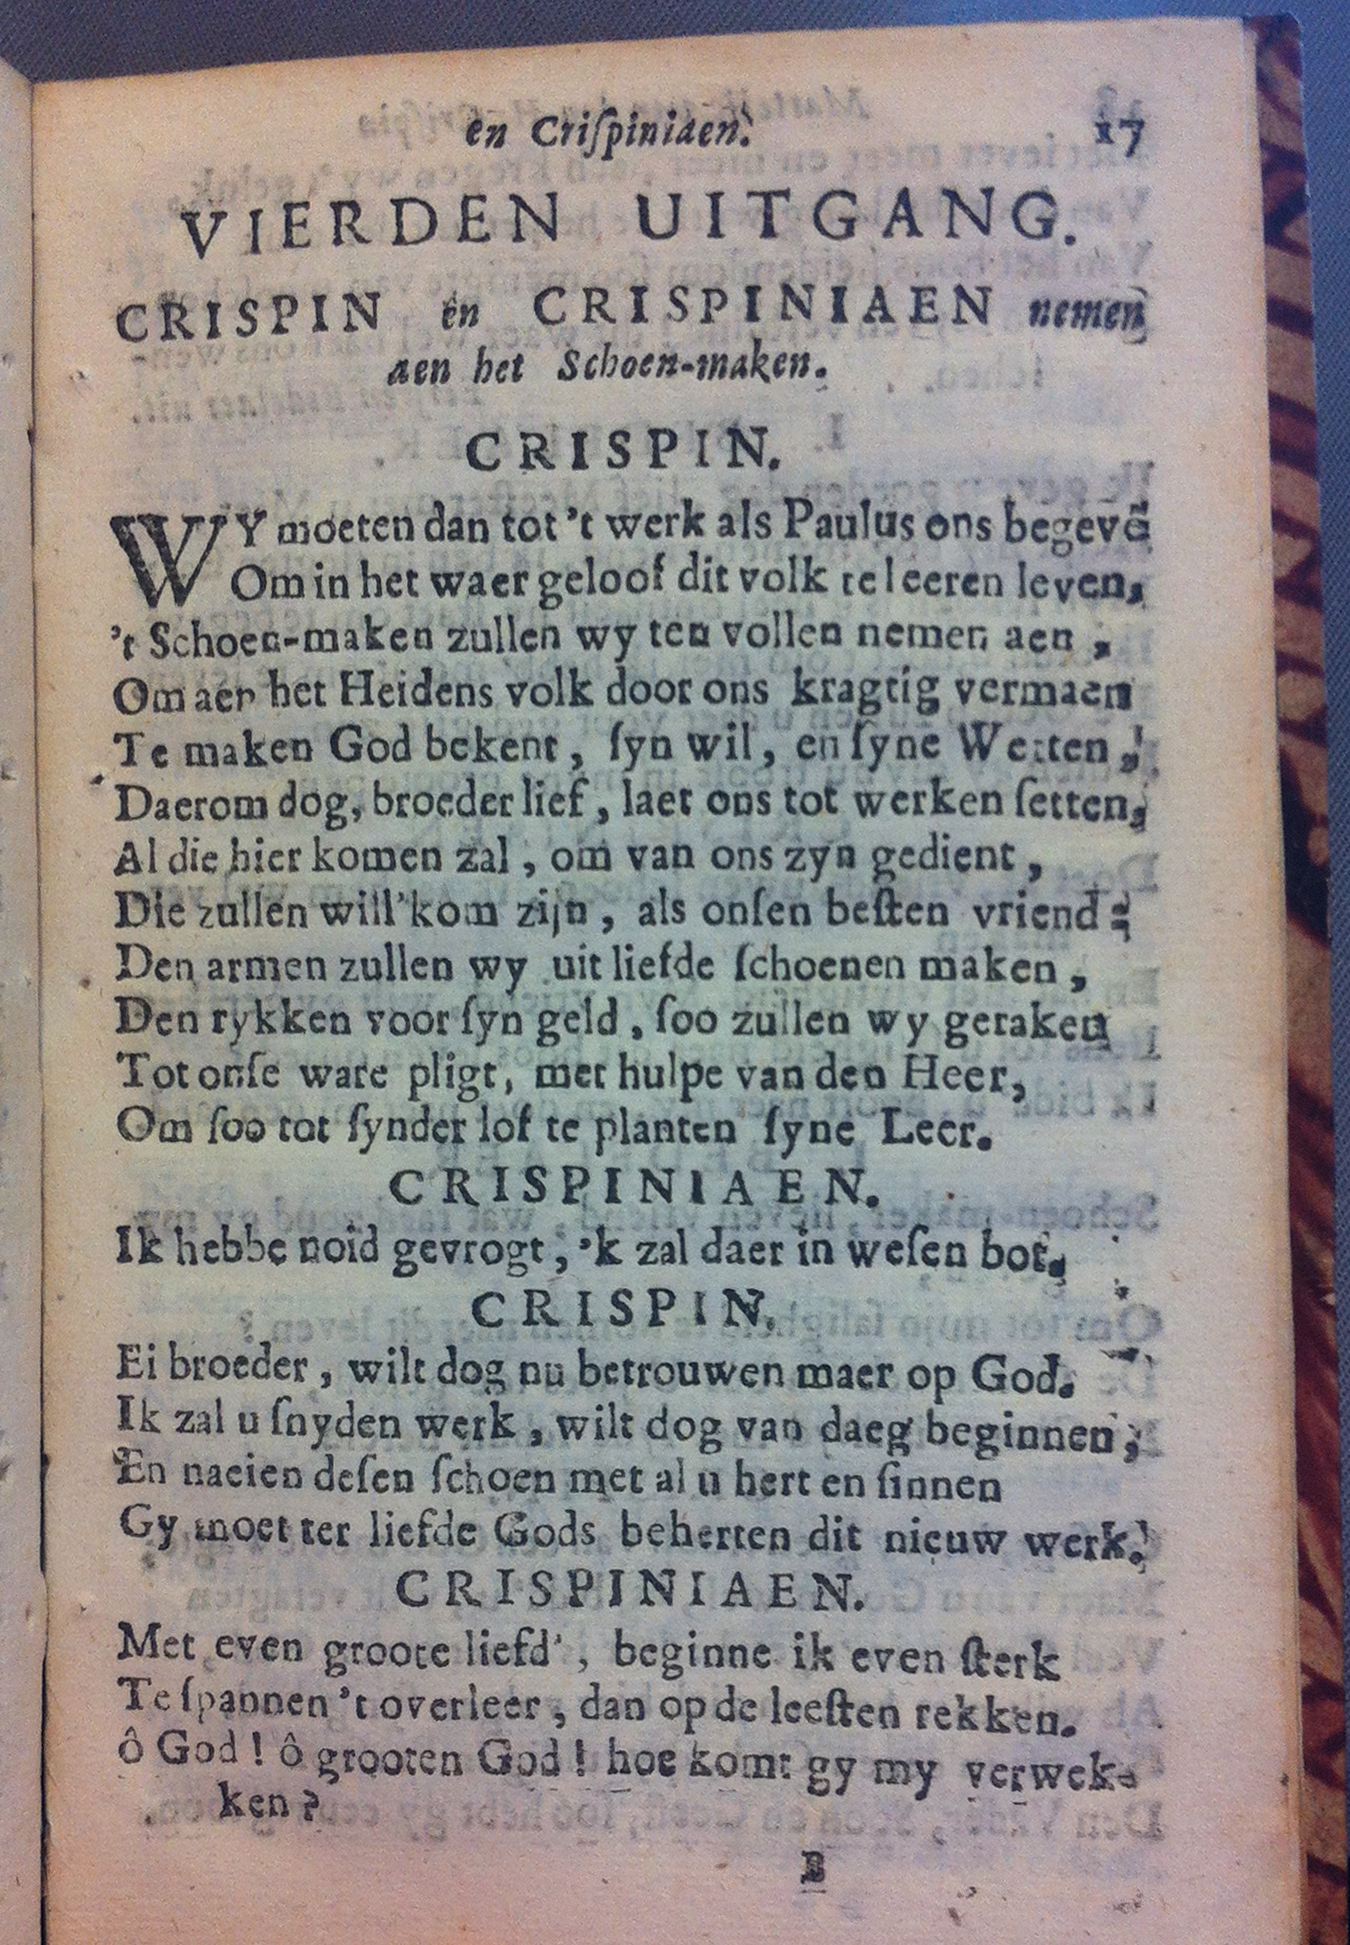 en Criſpiniaen. 17
VIERDEN UITGANG.
CRISPIN en CRISPINIAEN nemen
aen het Schoen-maken.
CRISPIN.
WY moeten dan tot 't werk als Paulus ons begevē
Om in het waer geloof dit volk te leeren leven,
't Schoen-maken zullen wy ten vollen nemen aen,
Om aen het Heidens volk door ons kragtig vermaen
Te maken God bekent, ſyn wil, en ſyne Wetten,
Daerom dog, broeder lief, laet ons tot werken ſetten,
Al die hier komen zal, om van ons zyn gedient,
Die zullen will'kom zijn, als onſen beſten vriend:
Den armen zullen wy uit liefde ſchoenen maken,
Den rykken voor ſyn geld, ſoo zullen wy geraken
Tot onſe ware pligt, met hulpe van den Heer,
Om ſoo tot ſynder lof te planten ſyne Leer.
CRISPINIAEN.
Ik hebbe noid gevrogt, 'k zal daer in weſen bot.
CRISPIN.
Ei broeder, wilt dog nu betrouwen maer op God.
Ik zal u ſnyden werk, wilt dog van daeg beginnen,
En naeien deſen ſchoen met al u hert en ſinnen
Gy moet ter liefde Gods beherten dit nieuw werk.
CRISPINIAEN.
Met even groote liefd', beginne ik even ſterk
Te ſpannen 't overleer, dan op de leeſten rekken.
ô God! ô grooten God! hoe komt gy my verwek-
ken?
B